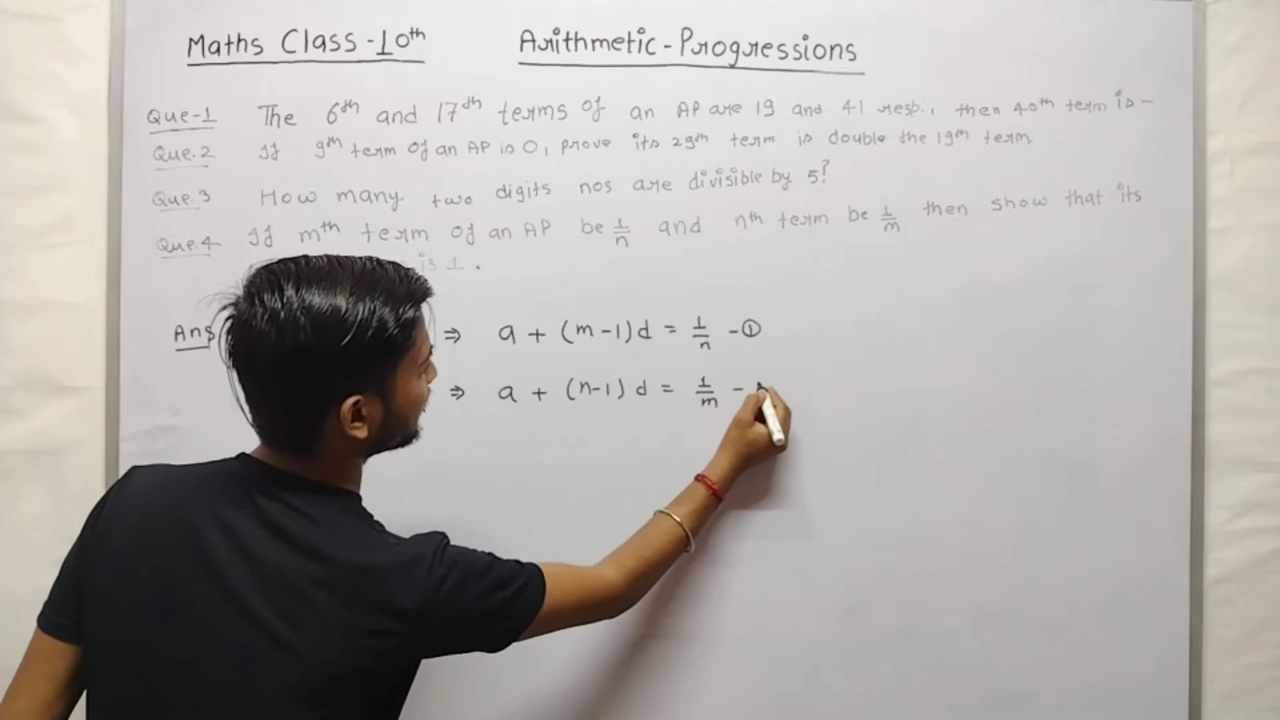 Maths Class-10th Arithmetic-Progressions
Que-1 The 6th and 17th terms of an AP are 19 and 41 resp., then 40th term is -
Que.2 If 9th term of an AP is 0, prove its 29th term is double the 19th term
Que.3 How many two digits nos. are divisible by 5?
Que.4 If mth term of an AP be 1/n and nth term be 1/m then show that its
is 1.
Ans ⇒ a + (m-1)d = 1/n - ①
⇒ a + (n-1)d = 1/m -